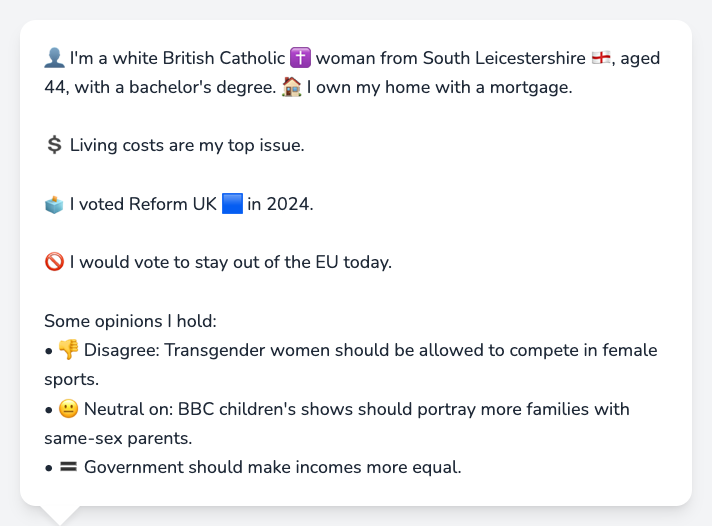 👤 I'm a white British Catholic ✝️ woman from South Leicestershire 🏴󠁧󠁢󠁥󠁮󠁧󠁿, aged
44, with a bachelor's degree. 🏠 I own my home with a mortgage.
💲 Living costs are my top issue.
🗳️ I voted Reform UK 🟦 in 2024.
🚫 I would vote to stay out of the EU today.
Some opinions I hold:
• 👎 Disagree: Transgender women should be allowed to compete in female
sports.
• 😐 Neutral on: BBC children's shows should portray more families with
same-sex parents.
• 🟰 Government should make incomes more equal.